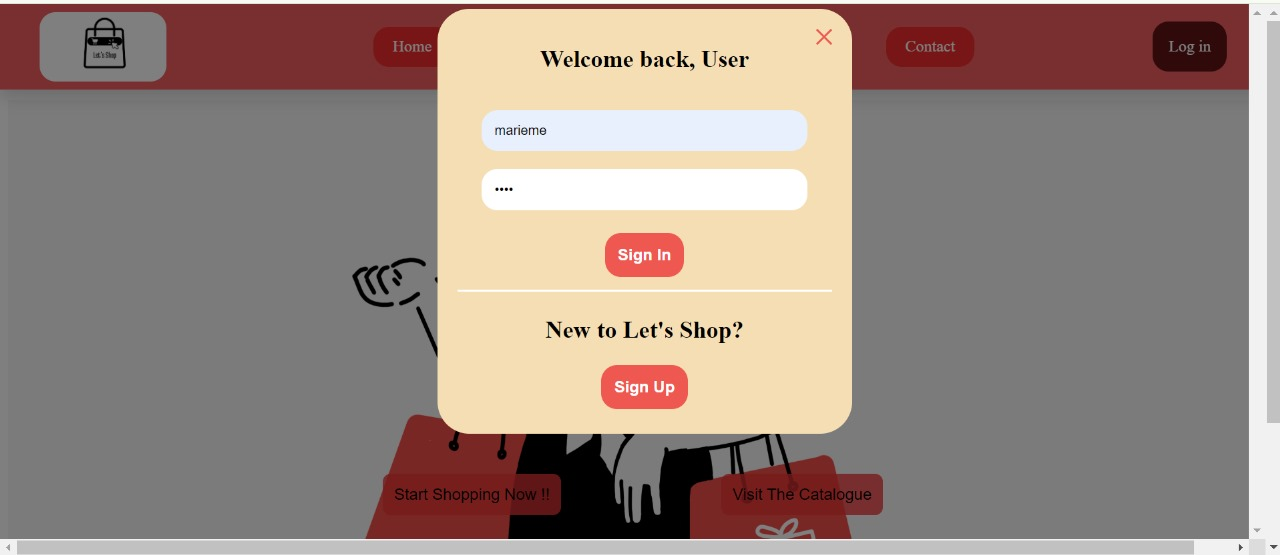 Let's Shop
Home
Contact
Log in
Welcome back, User
marieme
••••
Sign In
New to Let's Shop?
Sign Up
Start Shopping Now !!
Visit The Catalogue